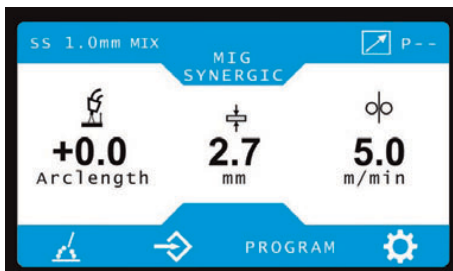 SS 1.0mm MIX
MIG
SYNERGIC
P--
+0.0
2.7
5.0
Arclength
mm
m/min
PROGRAM